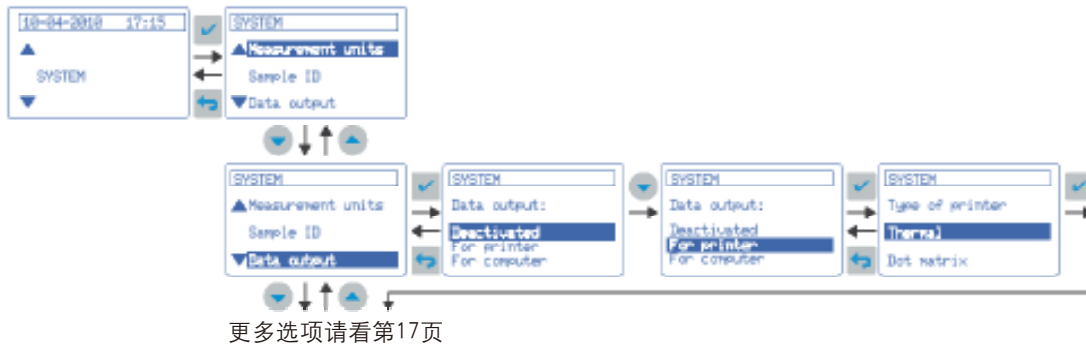 10-04-2010 17:15
SYSTEM
SYSTEM
Measurement units
Sample ID
Data output
SYSTEM
Measurement units
Sample ID
Data output
SYSTEM
Data output:
Deactivated
For printer
For computer
SYSTEM
Data output:
Deactivated
For printer
For computer
SYSTEM
Type of printer
Thermal
Dot matrix
更多选项请看第17页